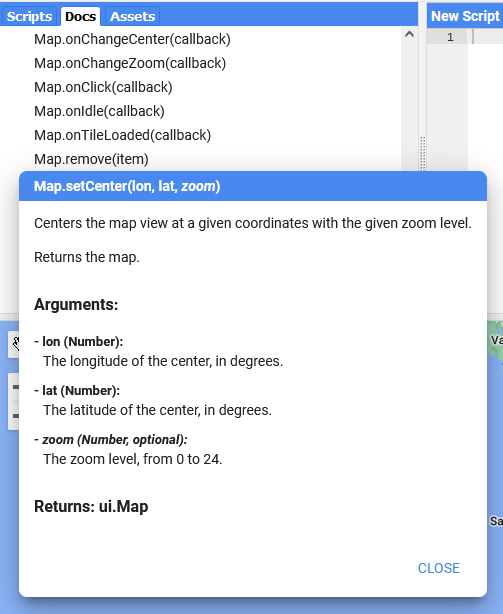 Scripts Docs Assets
New Script
Map.onChangeCenter(callback)
1
Map.onChangeZoom(callback)
Map.onClick(callback)
Map.onIdle(callback)
Map.onTileLoaded(callback)
Map.remove(item)
Map.setCenter(lon, lat, zoom)
Centers the map view at a given coordinates with the given zoom level.
Returns the map.
Arguments:
- lon (Number):
The longitude of the center, in degrees.
- lat (Number):
The latitude of the center, in degrees.
- zoom (Number, optional):
The zoom level, from 0 to 24.
Returns: ui.Map
CLOSE
Va
Sa